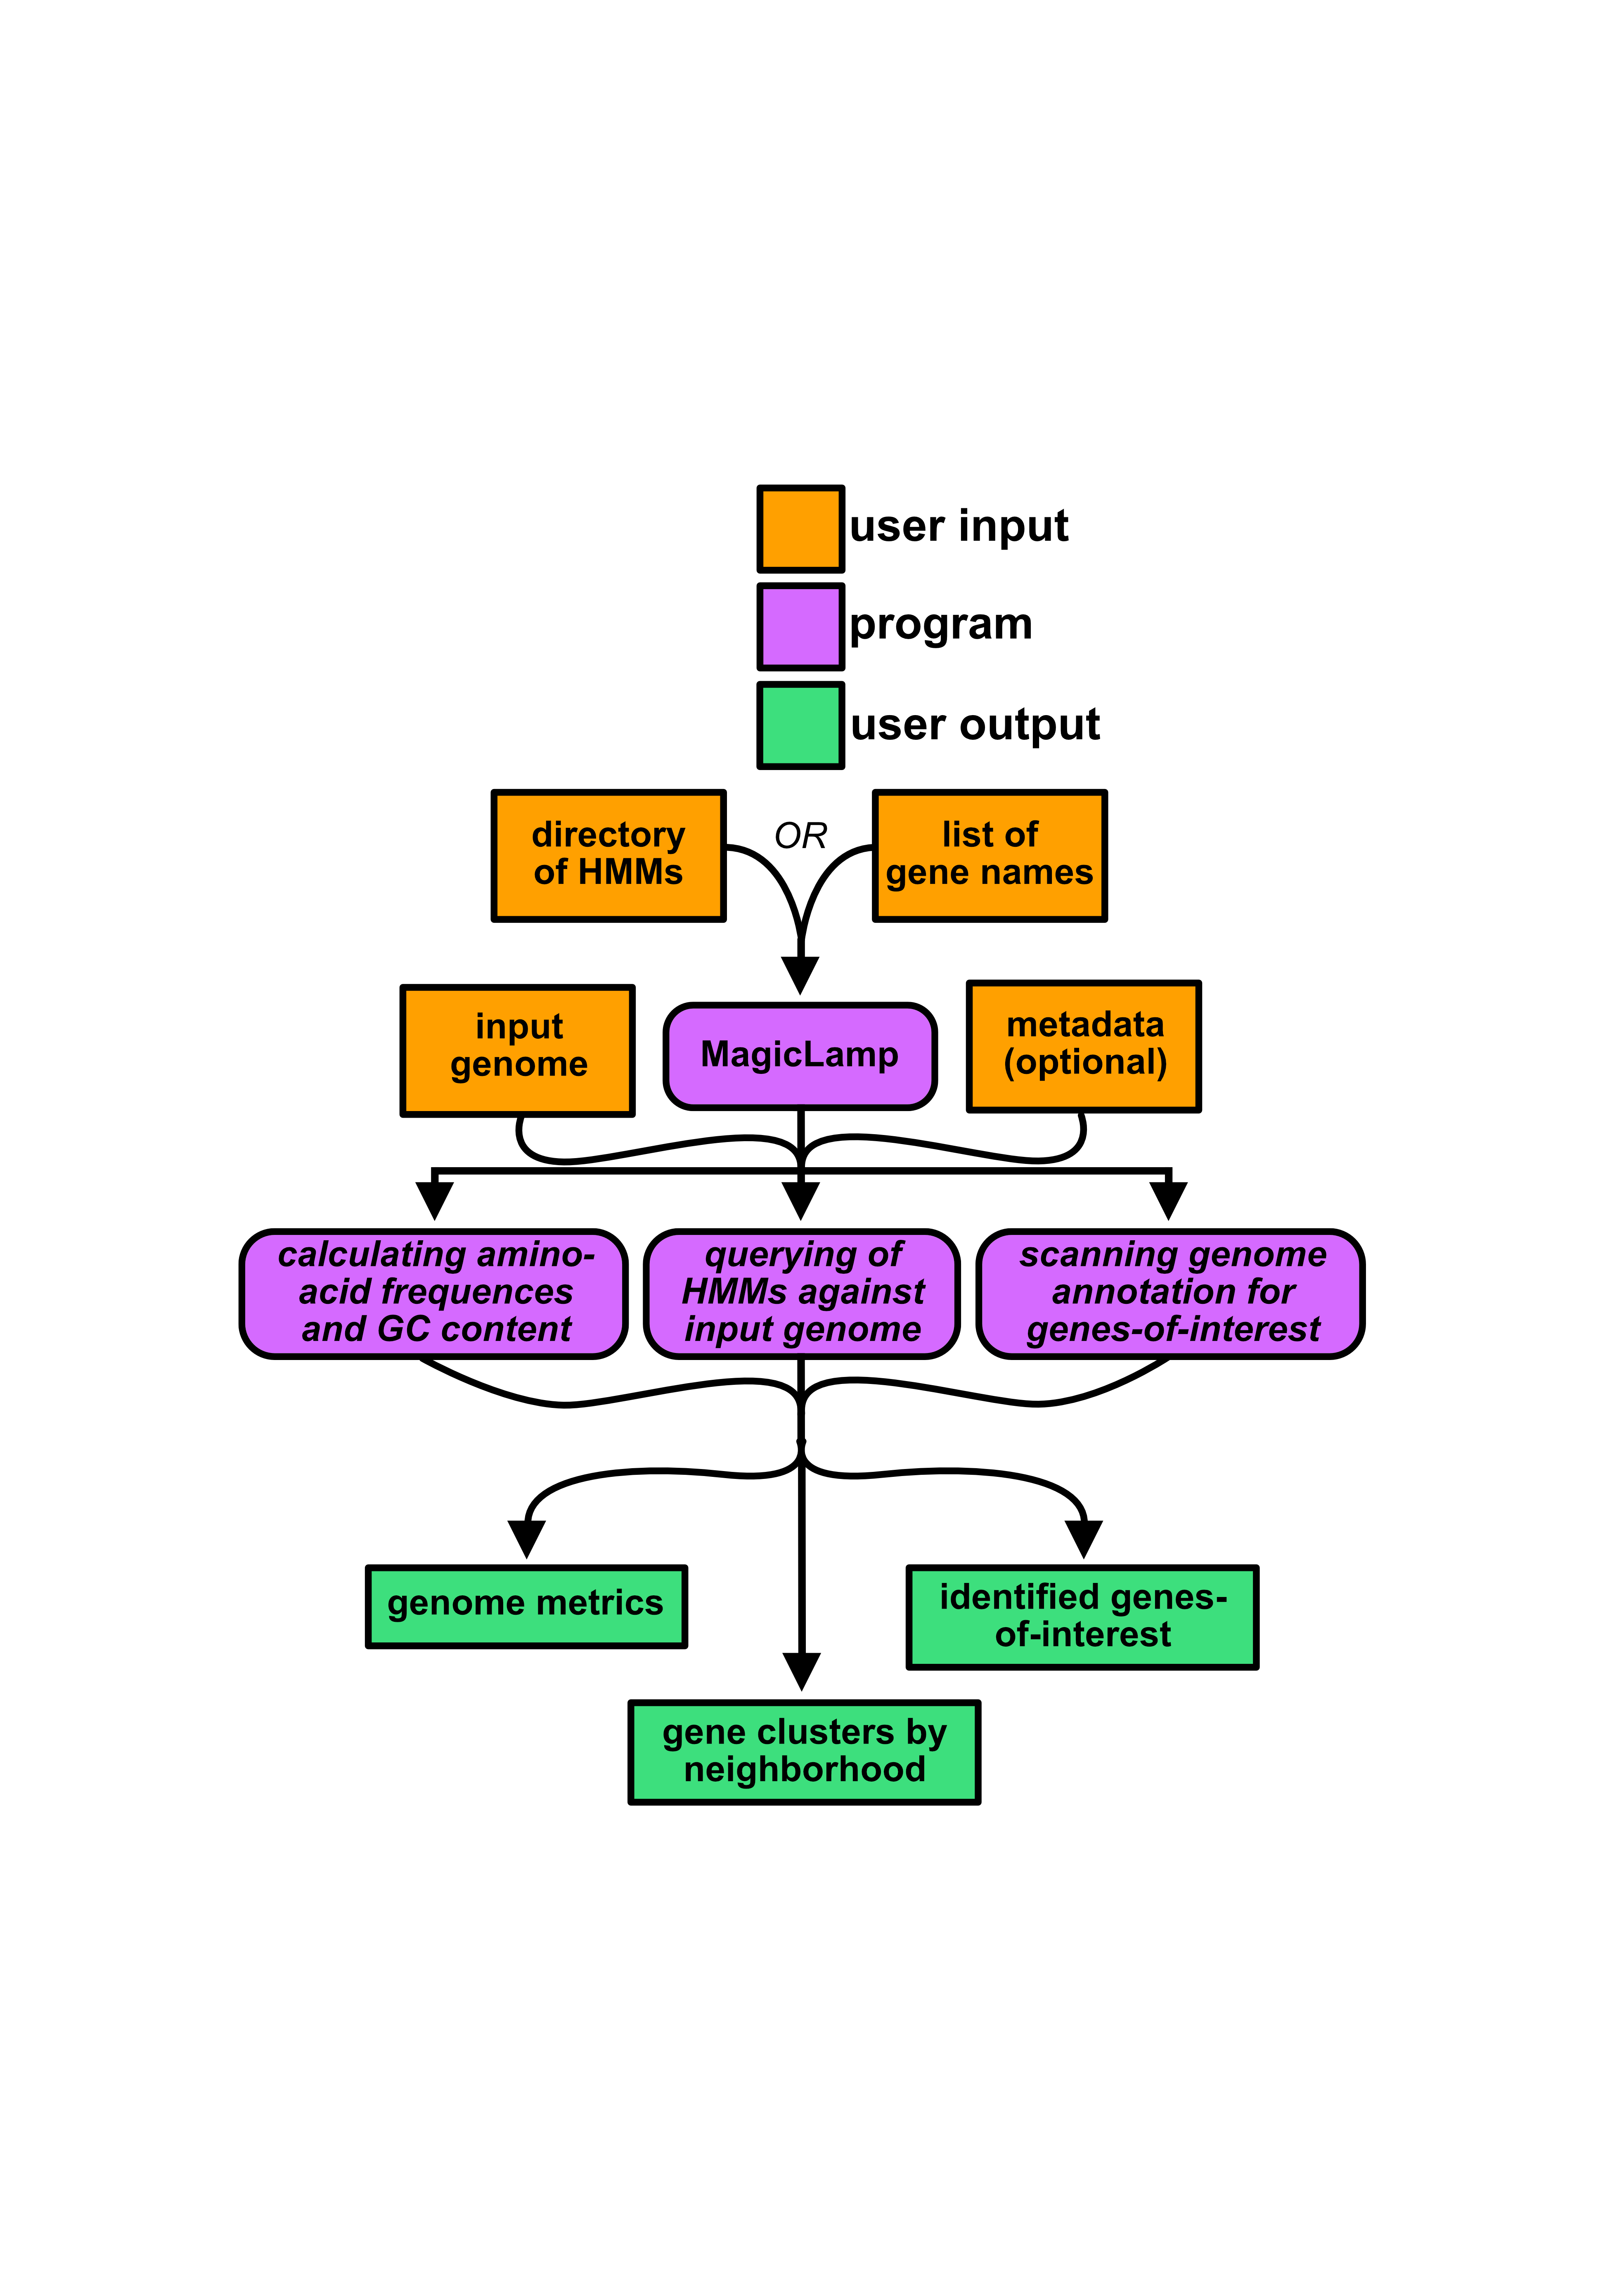 user input
program
user output
directory
of HMMs
OR
list of
gene names
input
genome
MagicLamp
metadata
(optional)
calculating amino-
acid frequences
and GC content
querying of
HMMs against
input genome
scanning genome
annotation for
genes-of-interest
genome metrics
identified genes-
of-interest
gene clusters by
neighborhood